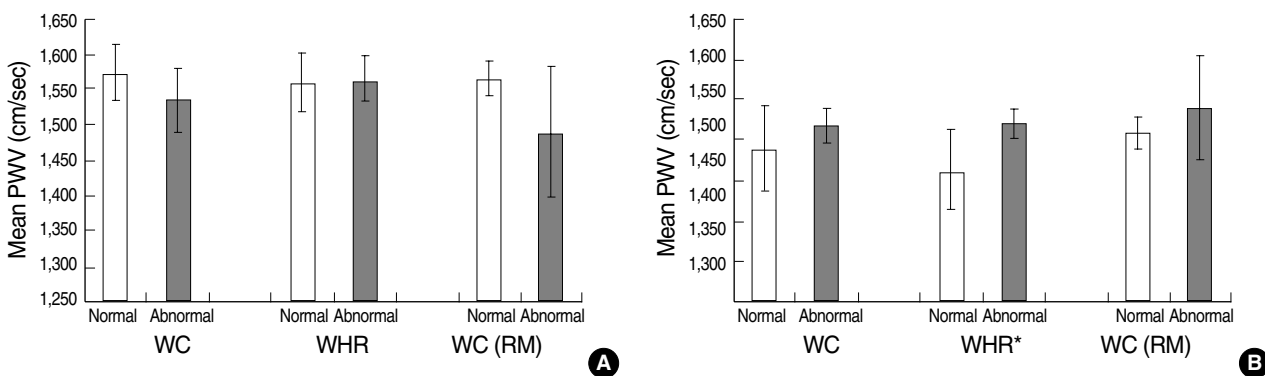 Mean PWV (cm/sec)
1,650
1,600
1,550
1,500
1,450
1,400
1,350
1,300
1,250
Normal Abnormal
Normal Abnormal
Normal Abnormal
WC
WHR
WC (RM)
A
Mean PWV (cm/sec)
1,650
1,600
1,550
1,500
1,450
1,400
1,350
1,300
Normal Abnormal
Normal Abnormal
Normal Abnormal
WC
WHR*
WC (RM)
B